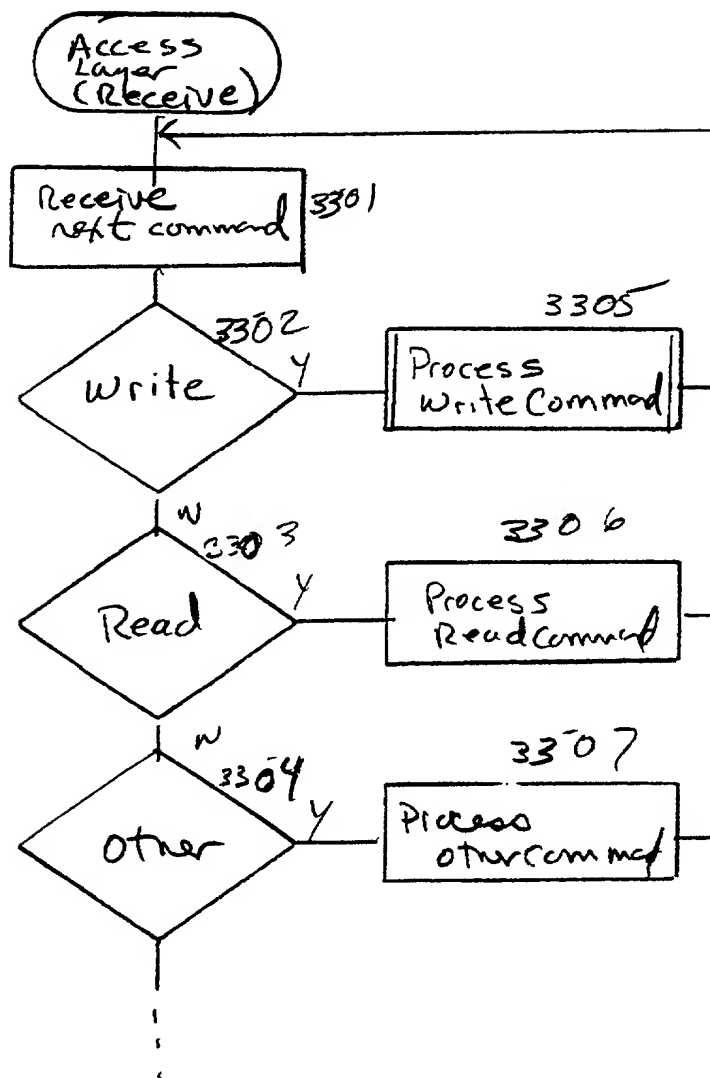 Access
Layer
(Receive)
Receive
next command
3301
3302
Write
Y
3305
Process
Write Command
N
3303
Read
Y
3306
Process
Read command
N
3304
other
Y
3307
Process
other command